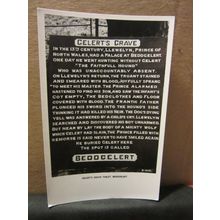 GELERT'S GRAVE
IN THE 13TH CENTURY, LLEWELYN, PRINCE OF
NORTH WALES, HAD A PALACE AT BEDDGELERT.
ONE DAY HE WENT HUNTING WITHOUT GELERT
"THE FAITHFUL HOUND"
WHO WAS UNACCOUNTABLY ABSENT.
ON LLEWELYN'S RETURN, THE TRUANT STAINED
AND SMEARED WITH BLOOD, JOYFULLY SPRANG
TO MEET HIS MASTER. THE PRINCE ALARMED
HASTENED TO FIND HIS SON, AND SAW THE INFANT'S
COT EMPTY, THE BEDCLOTHES AND FLOOR
COVERED WITH BLOOD. THE FRANTIC FATHER
PLUNGED HIS SWORD INTO THE HOUND'S SIDE
THINKING IT HAD KILLED HIS HEIR. THE DOG'S DYING
YELL WAS ANSWERED BY A CHILD'S CRY. LLEWELYN
SEARCHED AND DISCOVERED HIS BOY UNHARMED
BUT NEAR BY LAY THE BODY OF A MIGHTY WOLF
WHICH GELERT HAD SLAIN. THE PRINCE FILLED WITH
REMORSE IS SAID NEVER TO HAVE SMILED AGAIN
HE BURIED GELERT HERE
THE SPOT IS CALLED
BEDDGELERT